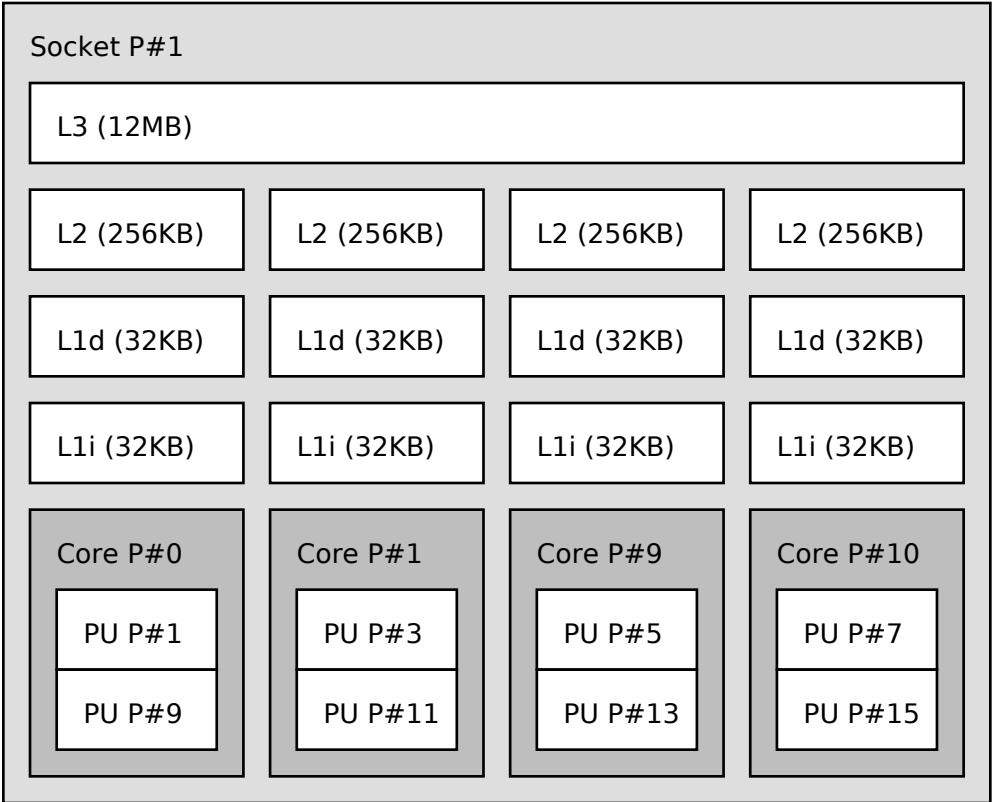 Socket P#1
L3 (12MB)
L2 (256KB) L2 (256KB) L2 (256KB) L2 (256KB)
L1d (32KB) L1d (32KB) L1d (32KB) L1d (32KB)
L1i (32KB) L1i (32KB) L1i (32KB) L1i (32KB)
Core P#0 Core P#1 Core P#9 Core P#10
PU P#1 PU P#3 PU P#5 PU P#7
PU P#9 PU P#11 PU P#13 PU P#15